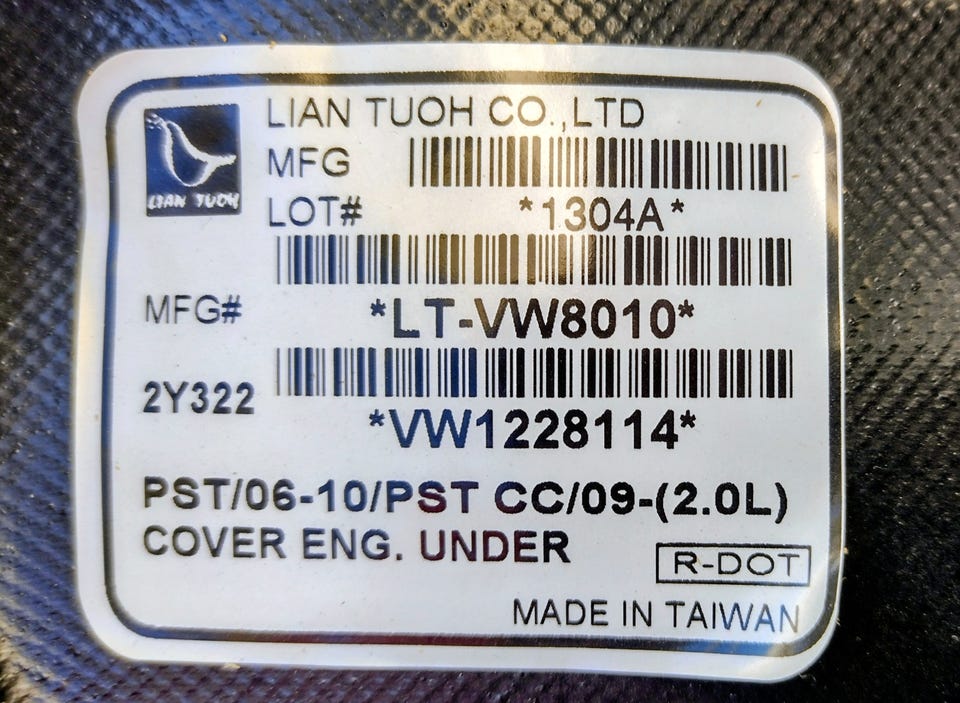 LIAN TUOH CO.,LTD
LIAN TUOH
MFG
LOT#
*1304A*
MFG#
*LT-VW8010*
2Y322
*VW1228114*
PST/06-10/PST CC/09-(2.0L)
COVER ENG. UNDER
R-DOT
MADE IN TAIWAN